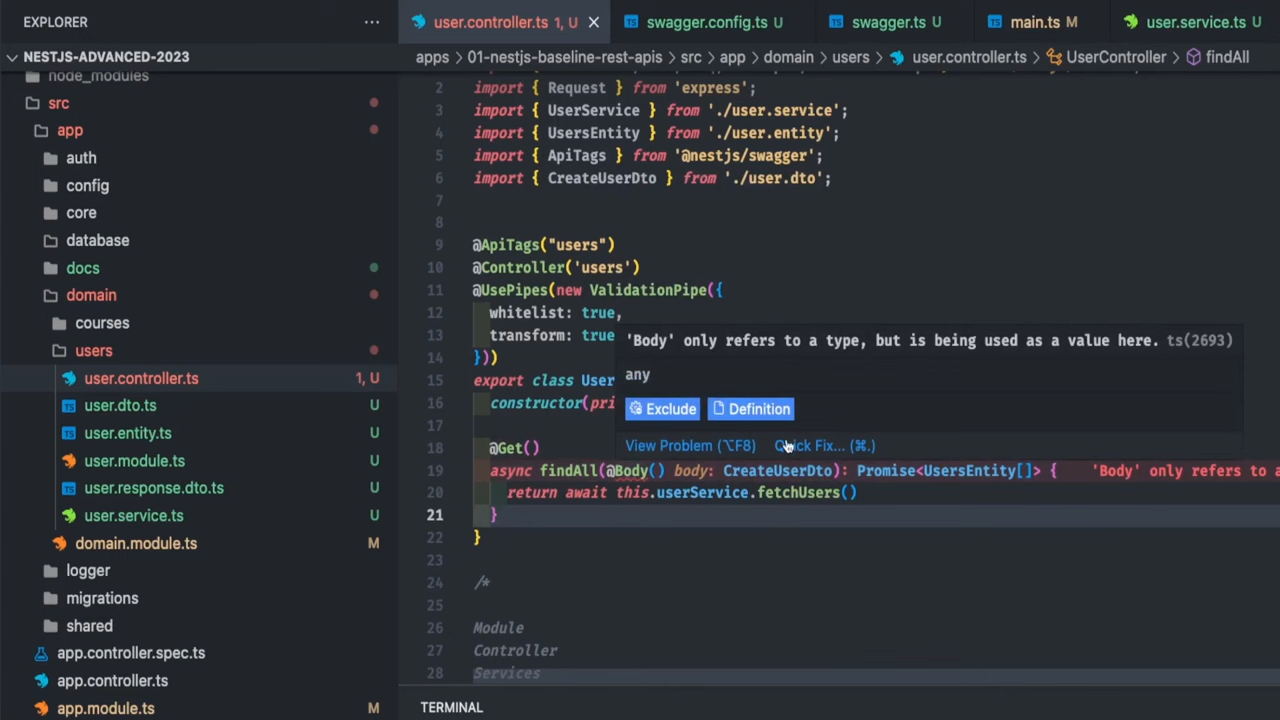 EXPLORER ...
NESTJS-ADVANCED-2023
node_modules
src
app
auth
config
core
database
docs
domain
courses
users
user.controller.ts 1, U
user.dto.ts U
user.entity.ts U
user.module.ts U
user.response.dto.ts U
user.service.ts U
domain.module.ts M
logger
migrations
shared
app.controller.spec.ts
app.controller.ts
app.module.ts M
user.controller.ts 1, U swagger.config.ts U swagger.ts U main.ts M user.service.ts U
apps > 01-nestjs-baseline-rest-apis > src > app > domain > users > user.controller.ts > UserController > findAll
2 import { Request } from 'express';
3 import { UserService } from './user.service';
4 import { UsersEntity } from './user.entity';
5 import { ApiTags } from '@nestjs/swagger';
6 import { CreateUserDto } from './user.dto';
7
8
9 @ApiTags("users")
10 @Controller('users')
11 @UsePipes(new ValidationPipe({
12 whitelist: true,
13 transform: true
14 }))
15 export class User
16 constructor(pri
17
18 @Get()
19 async findAll(@Body() body: CreateUserDto): Promise<UsersEntity[]> { 'Body' only refers to a
20 return await this.userService.fetchUsers()
21 }
22 }
23
24 /*
25
26 Module
27 Controller
28 Services
'Body' only refers to a type, but is being used as a value here. ts(2693)
any
Exclude Definition
View Problem (⌥F8) Quick Fix... (⌘.)
TERMINAL